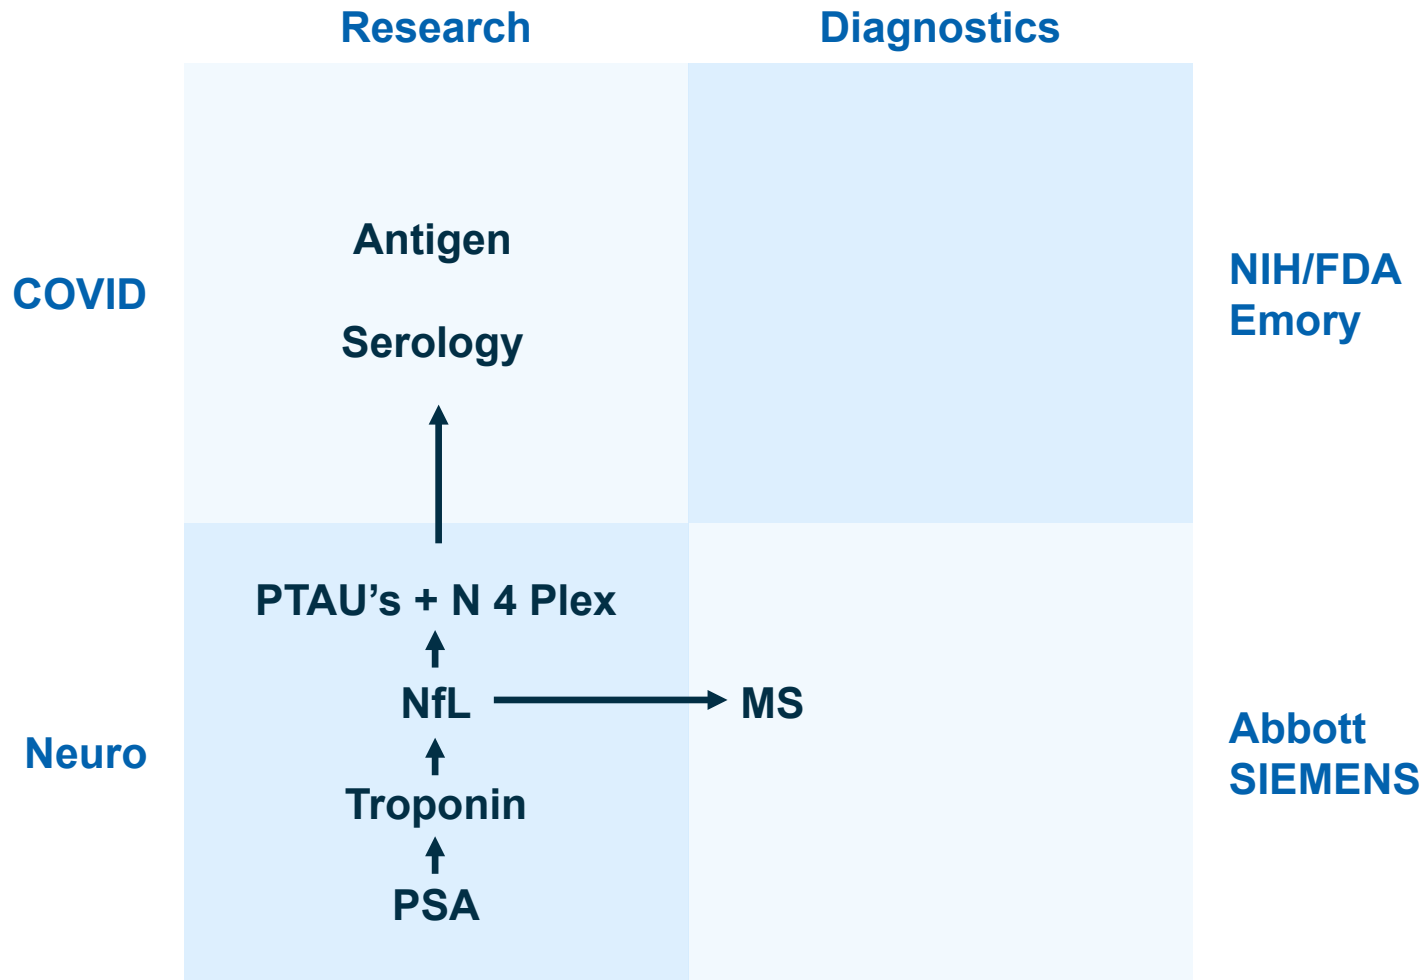 Research
Diagnostics
Antigen
COVID
Serology
NIH/FDA
Emory
PTAU’s + N 4 Plex
NfL
MS
Neuro
Troponin
PSA
Abbott
SIEMENS